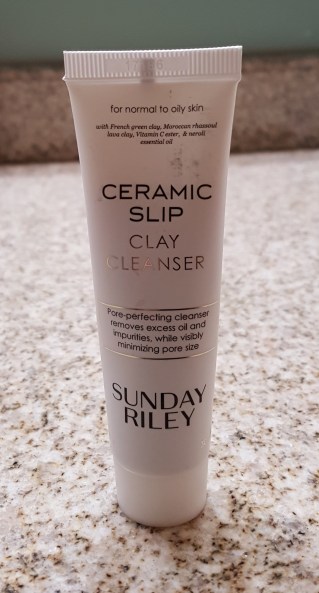 for normal to oily skin
with French green clay, Moroccan rhassoul
lava clay, Vitamin C ester, & neroli
essential oil
CERAMIC
SLIP
CLAY
CLEANSER
Pore-perfecting cleanser
removes excess oil and
impurities, while visibly
minimizing pore size
SUNDAY
RILEY